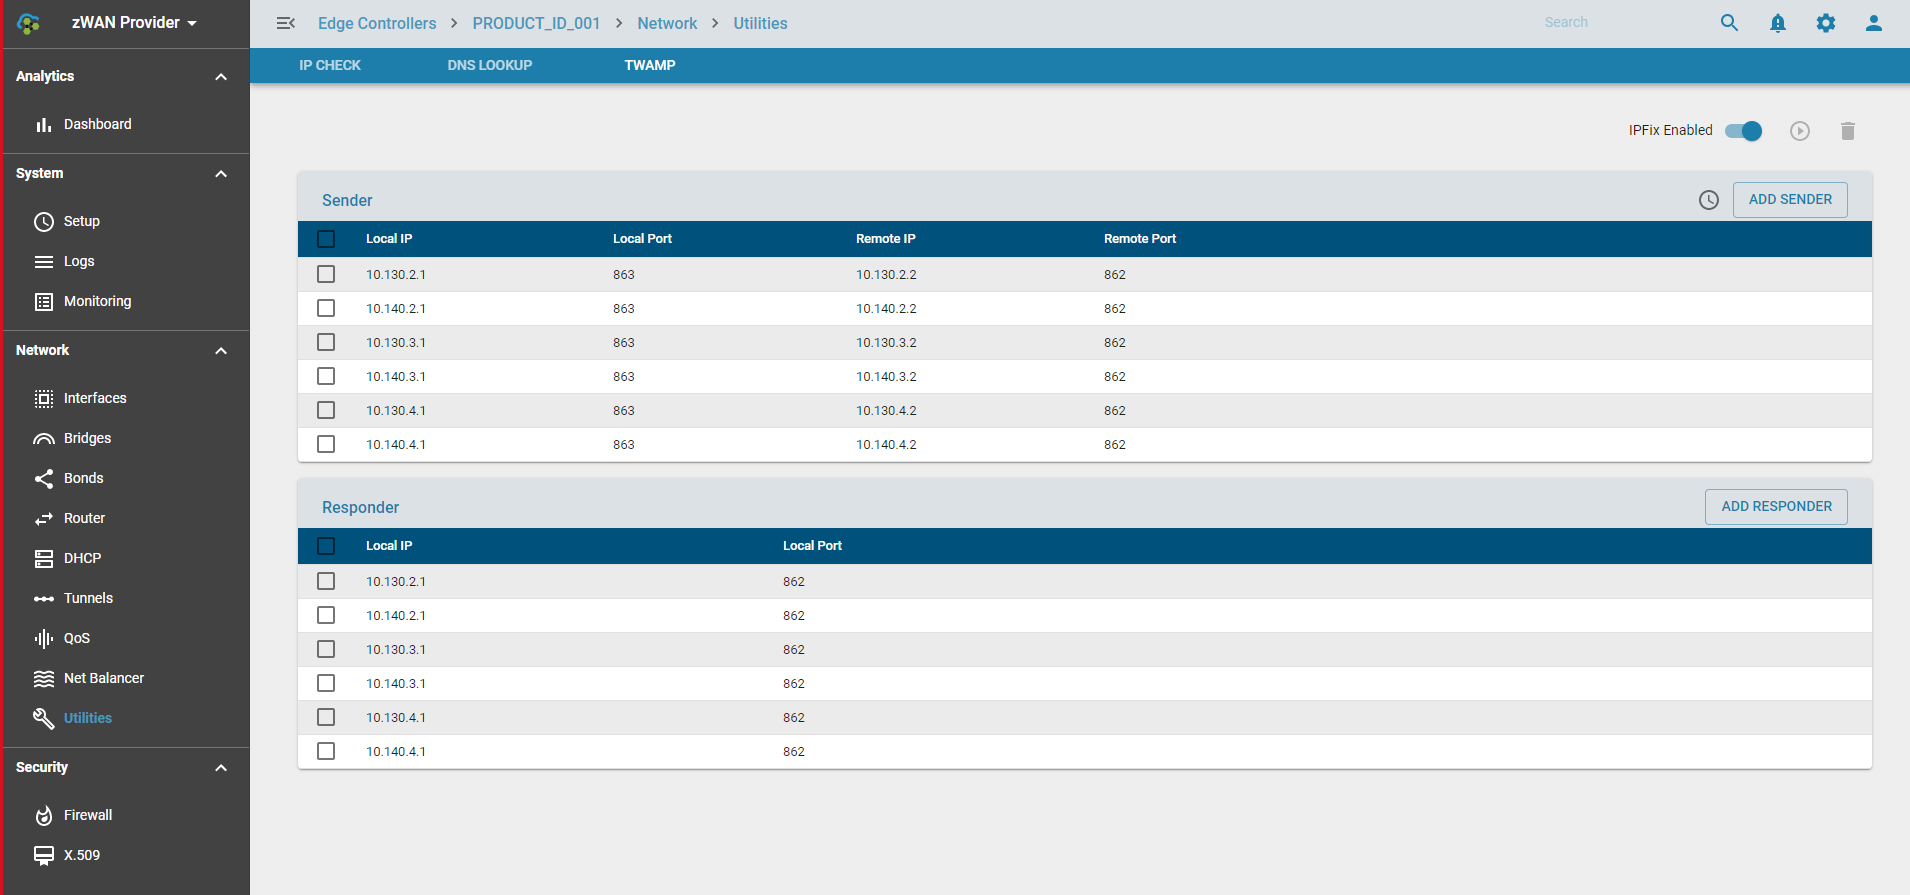 zWAN Provider
Edge Controllers > PRODUCT_ID_001 > Network > Utilities
Search
IP CHECK
DNS LOOKUP
TWAMP
Analytics
Dashboard
System
Setup
Logs
Monitoring
Network
Interfaces
Bridges
Bonds
Router
DHCP
Tunnels
QoS
Net Balancer
Utilities
Security
Firewall
X.509
IPFix Enabled
Sender
ADD SENDER
Local IP Local Port Remote IP Remote Port
10.130.2.1 863 10.130.2.2 862
10.140.2.1 863 10.140.2.2 862
10.130.3.1 863 10.130.3.2 862
10.140.3.1 863 10.140.3.2 862
10.130.4.1 863 10.130.4.2 862
10.140.4.1 863 10.140.4.2 862
Responder
ADD RESPONDER
Local IP Local Port
10.130.2.1 862
10.140.2.1 862
10.130.3.1 862
10.140.3.1 862
10.130.4.1 862
10.140.4.1 862